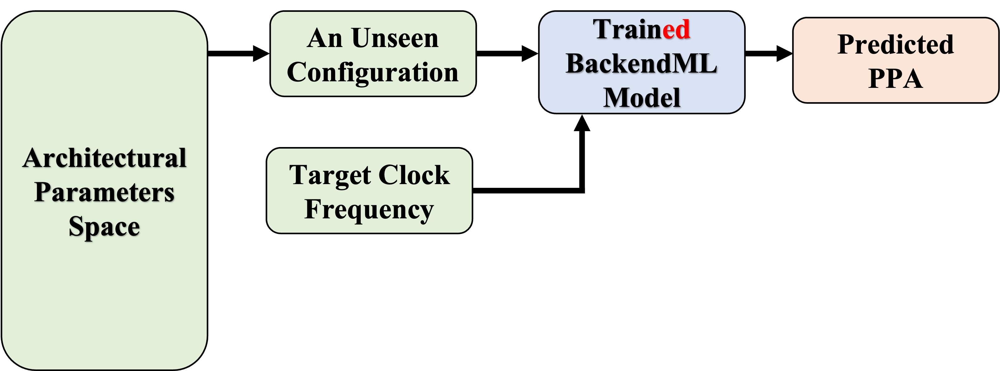 Architectural
Parameters
Space
An Unseen
Configuration
Target Clock
Frequency
Trained
BackendML
Model
Predicted
PPA